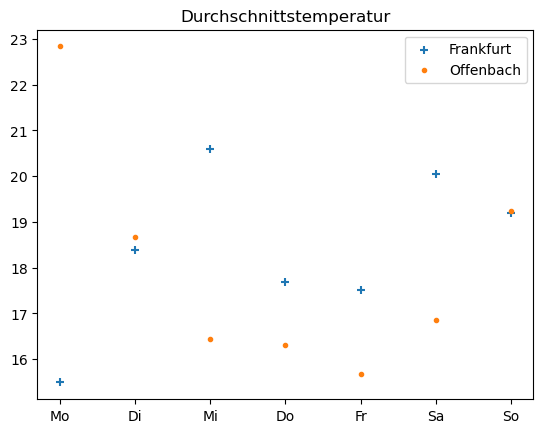 Durchschnittstemperatur
Frankfurt
Offenbach
23
22
21
20
19
18
17
16
Mo Di Mi Do Fr Sa So